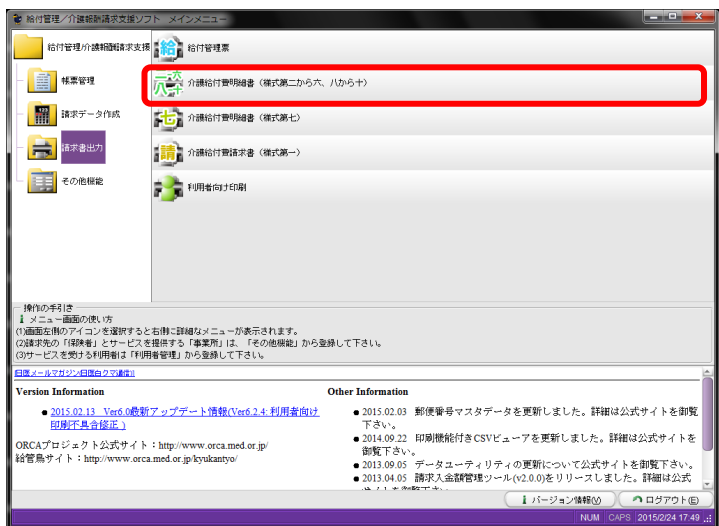 給付管理/介護報酬請求支援ソフト メインメニュー
給付管理/介護報酬請求支援
帳票管理
請求データ作成
請求書出力
その他機能
給付管理票
介護給付費明細書（様式第二から六、八から十）
介護給付費明細書（様式第七）
介護給付費請求書（様式第一）
利用者向け印刷
操作の手引き
メニュー画面の使い方
(1)画面左側のアイコンを選択すると右側に詳細なメニューが表示されます。
(2)請求先の「保険者」とサービスを提供する「事業所」は、「その他機能」から登録して下さい。
(3)サービスを受ける利用者は「利用者管理」から登録して下さい。
日医メールマガジン(日医白クマ通信)]
Version Information
● 2015.02.13 Ver6.0最新アップデート情報(Ver6.2.4: 利用者向け
印刷不具合修正 )
ORCAプロジェクト公式サイト：http://www.orca.med.or.jp/
給管鳥サイト：http://www.orca.med.or.jp/kyukantyo/
Other Information
● 2015.02.03 郵便番号マスタデータを更新しました。詳細は公式サイトを御覧
下さい。
● 2014.09.22 印刷機能付きCSVビューアを更新しました。詳細は公式サイトを
御覧下さい。
● 2013.09.05 データユーティリティの更新について公式サイトを御覧下さい。
● 2013.04.05 請求入金額管理ツール(v2.0.0)をリリースしました。詳細は公式
バージョン情報(V)
ログアウト(E)
NUM CAPS 2015/2/24 17:49